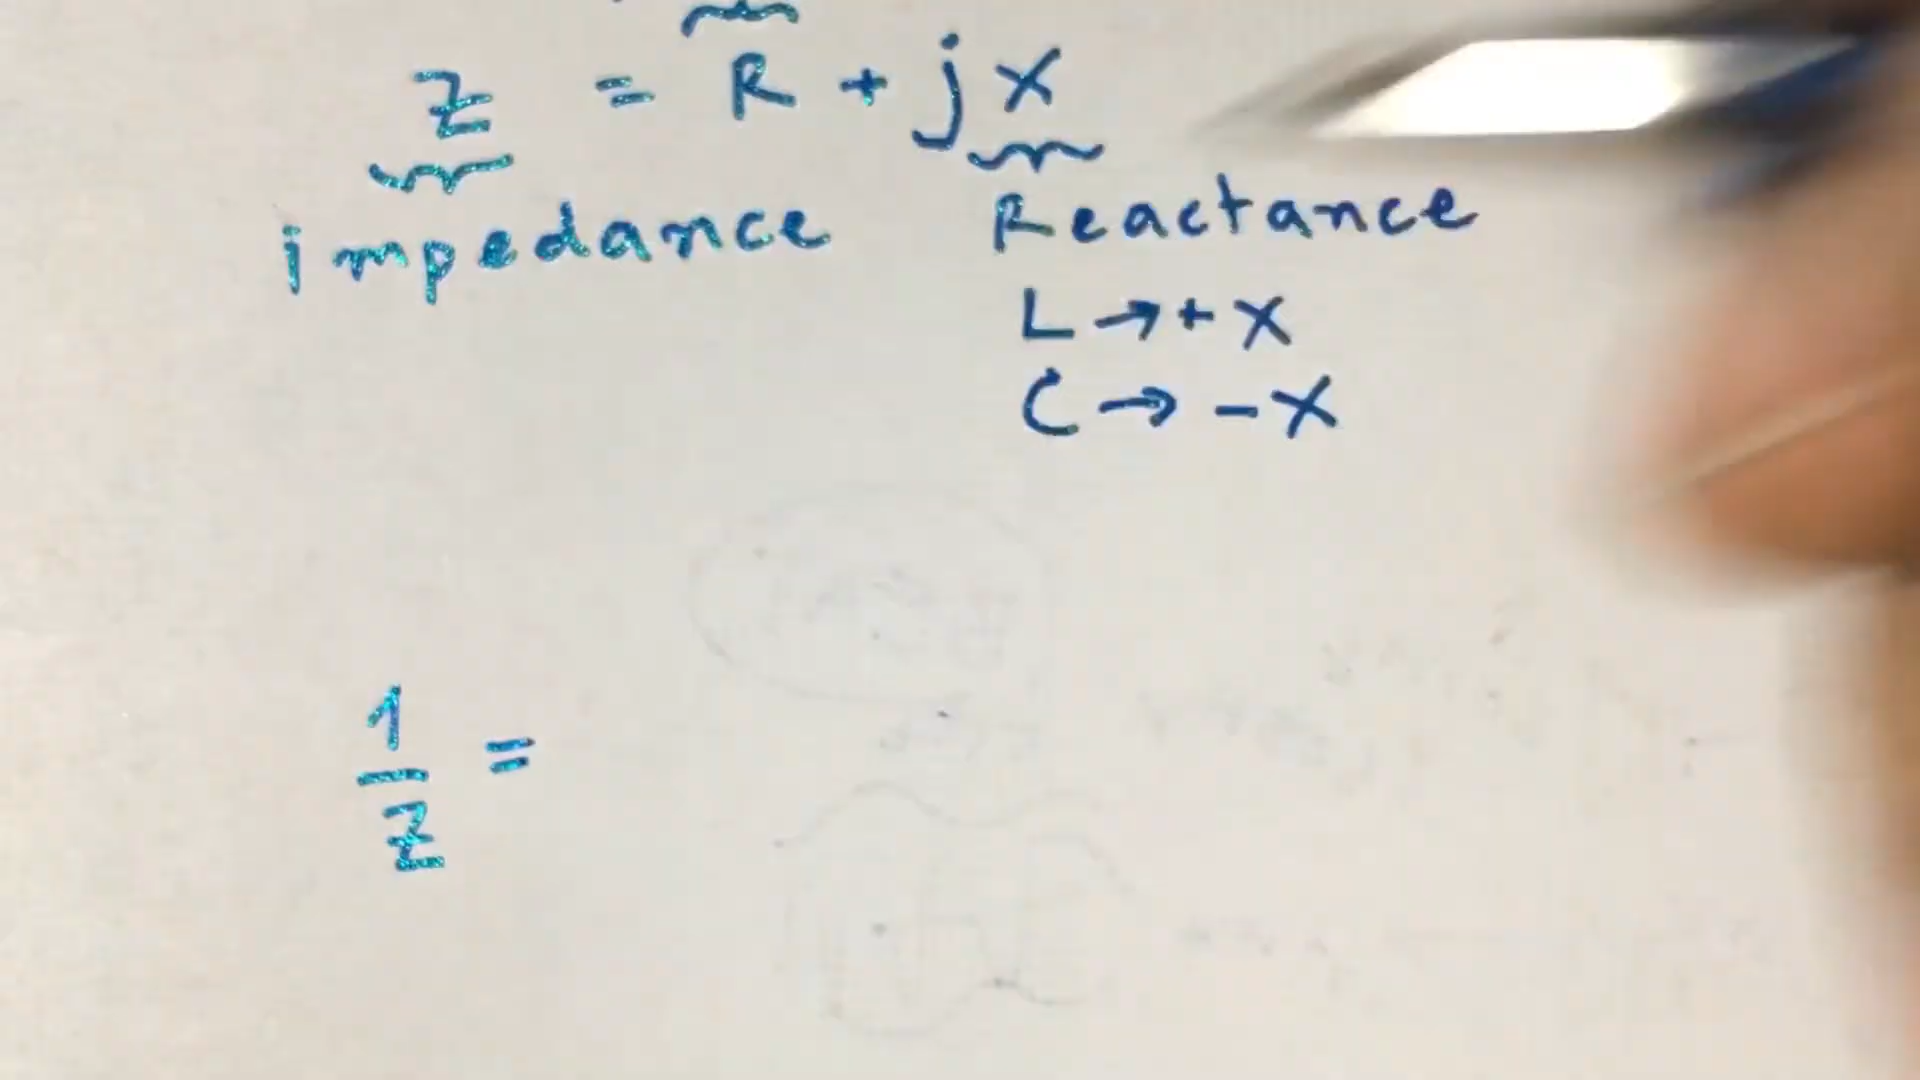 Z = R + jX
impedance Reactance
L → + X
C → - X
1/Z =